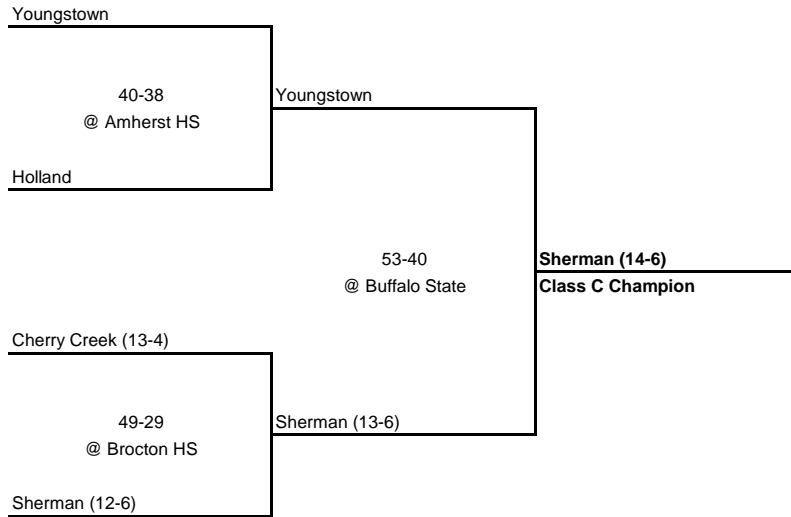 Youngstown
40-38
@ Amherst HS
Youngstown
Holland
53-40
@ Buffalo State
Sherman (14-6)
Class C Champion
Cherry Creek (13-4)
49-29
@ Brocton HS
Sherman (13-6)
Sherman (12-6)